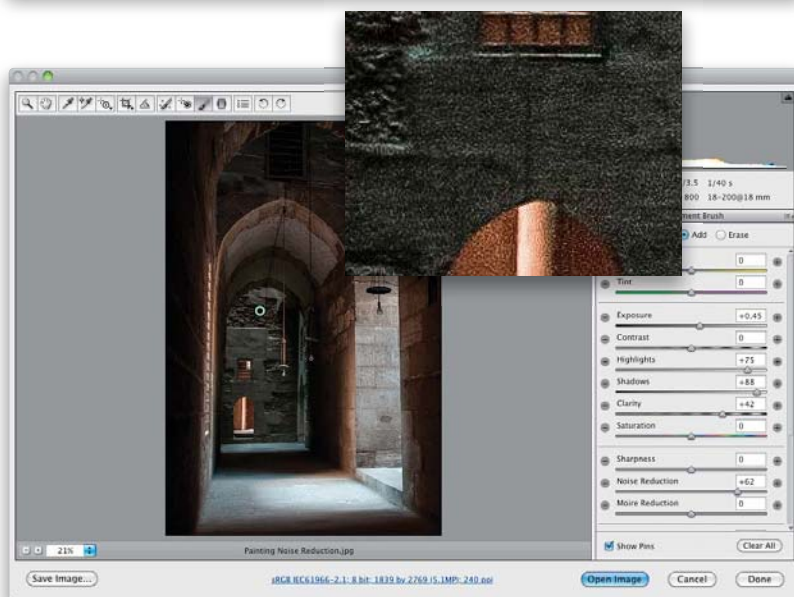 /3.5 1/40 s
800 18-200@18 mm
ment Brush
Add Erase
0
Tint 0
Exposure +0.45
Contrast 0
Highlights +75
Shadows +88
Clarity +42
Saturation 0
Sharpness 0
Noise Reduction +62
Moire Reduction 0
21% Painting Noise Reduction.jpg
Show Pins Clear All
Save Image... sRGB IEC61966-2.1; 8 bit; 1839 by 2769 (5.1MP); 240 ppi Open Image Cancel Done